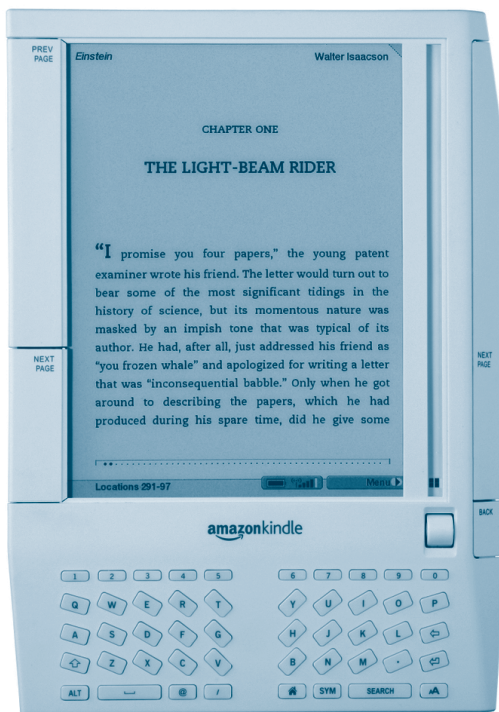 PREV
PAGE
Einstein
Walter Isaacson
CHAPTER ONE
THE LIGHT-BEAM RIDER
“I promise you four papers,” the young patent
examiner wrote his friend. The letter would turn out to
bear some of the most significant tidings in the
history of science, but its momentous nature was
masked by an impish tone that was typical of its
author. He had, after all, just addressed his friend as
“you frozen whale” and apologized for writing a letter
that was “inconsequential babble.” Only when he got
around to describing the papers, which he had
produced during his spare time, did he give some
NEXT
PAGE
NEXT
PAGE
Locations 291-97
Menu
BACK
amazonkindle
1 2 3 4 5 6 7 8 9 0
Q W E R T Y U I O P
A S D F G H J K L
Z X C V B N M .
ALT @ / SYM SEARCH AA